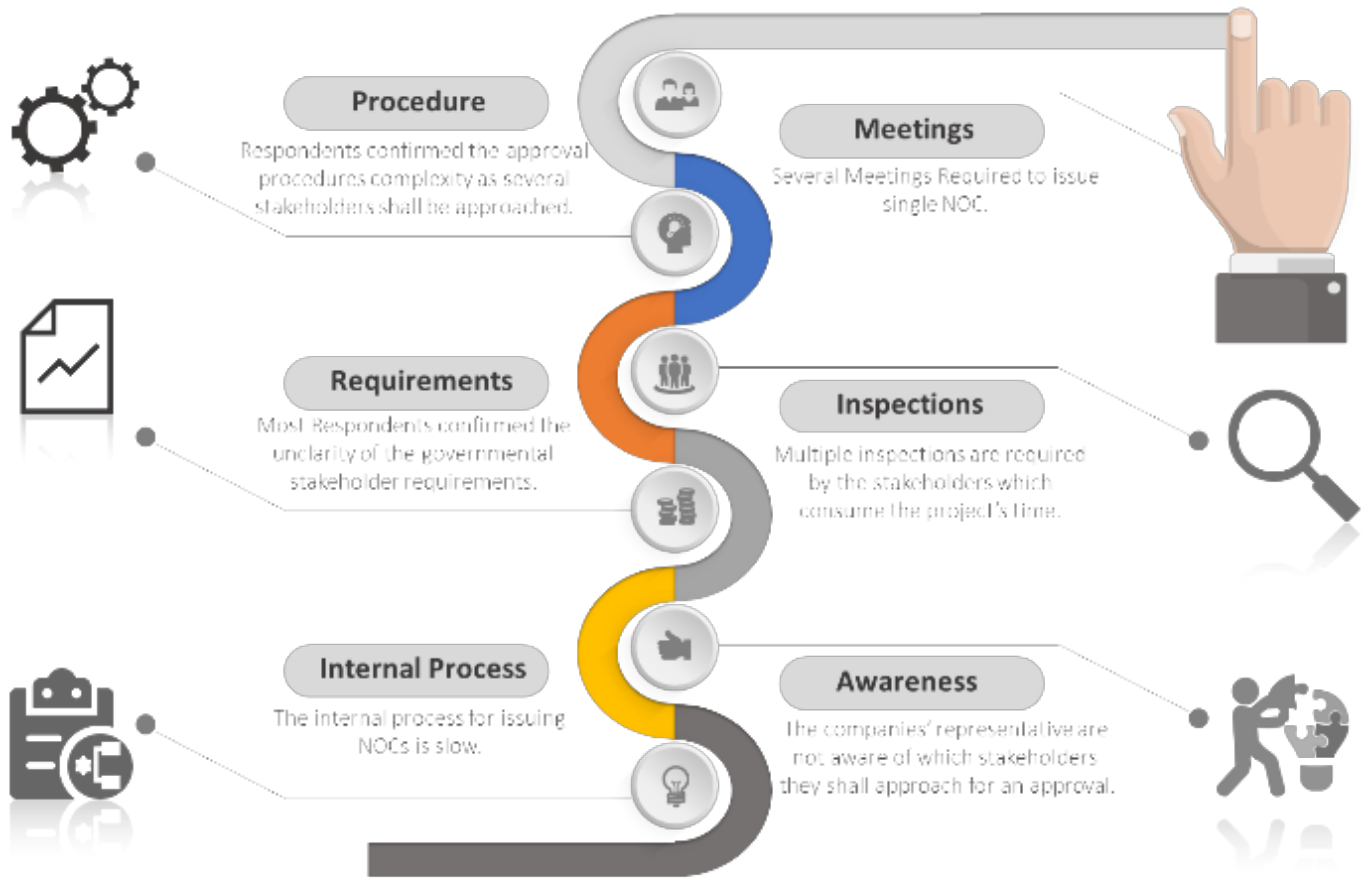 Procedure
Respondents confirmed the approval
procedures complexity as several
stakeholders shall be approached.
Meetings
Several Meetings Required to issue
single NOC.
Requirements
Most Respondents confirmed the
unclarity of the governmental
stakeholder requirements.
Inspections
Multiple inspections are required
by the stakeholders which
consume the project's time.
Internal Process
The internal process for issuing
NOCs is slow.
Awareness
The companies' representative are
not aware of which stakeholders
they shall approach for an approval.